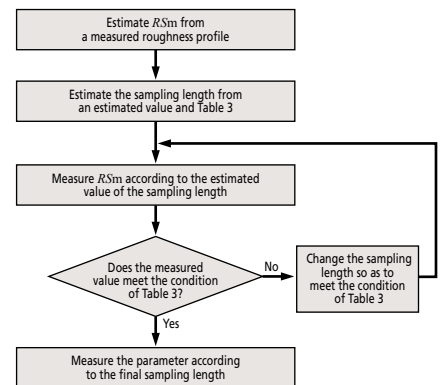 Estimate RSm from
a measured roughness profile
Estimate the sampling length from
an estimated value and Table 3
Measure RSm according to the estimated
value of the sampling length
Does the measured
value meet the condition
of Table 3?
No
Change the sampling
length so as to
meet the condition
of Table 3
Yes
Measure the parameter according
to the final sampling length